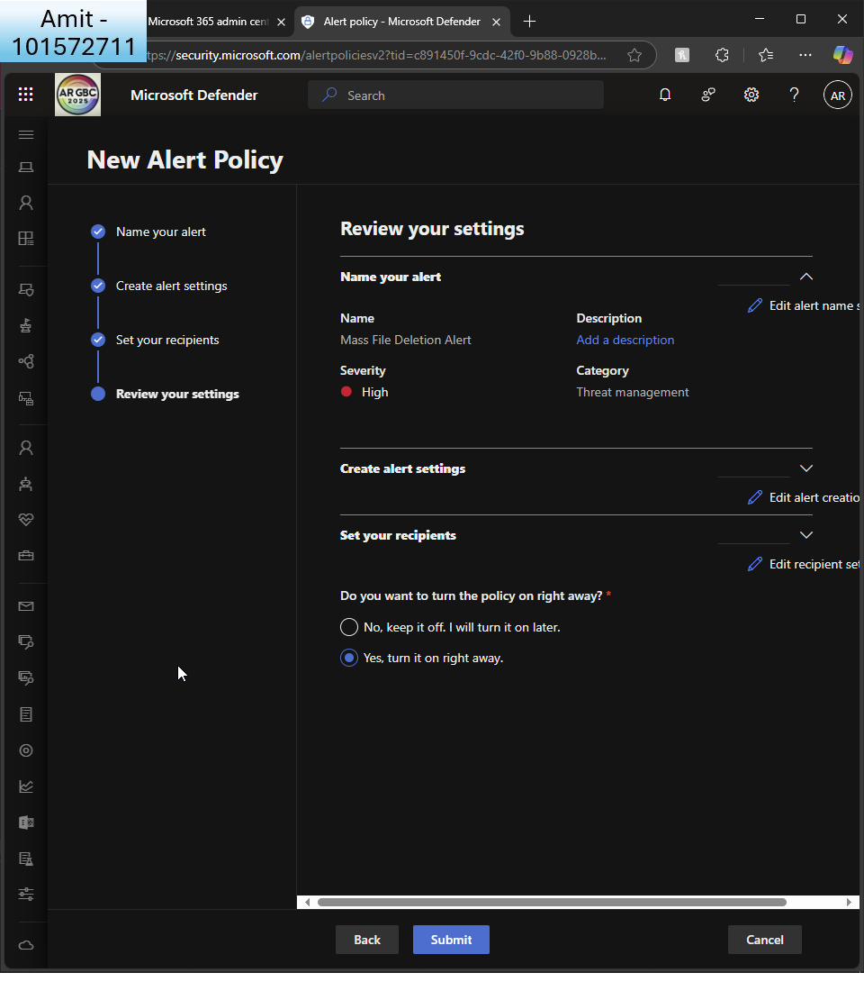 Amit -
101572711
Microsoft 365 admin cen
Alert policy - Microsoft Defender
tps://security.microsoft.com/alertpoliciesv2?tid=c891450f-9cdc-42f0-9b88-0928b...
AR GBC
2025
Microsoft Defender
Search
AR
New Alert Policy
Name your alert
Create alert settings
Set your recipients
Review your settings
Review your settings
Name your alert
Edit alert name s
Name
Description
Mass File Deletion Alert
Add a description
Severity
Category
High
Threat management
Create alert settings
Edit alert creatio
Set your recipients
Edit recipient set
Do you want to turn the policy on right away? *
No, keep it off. I will turn it on later.
Yes, turn it on right away.
Back
Submit
Cancel